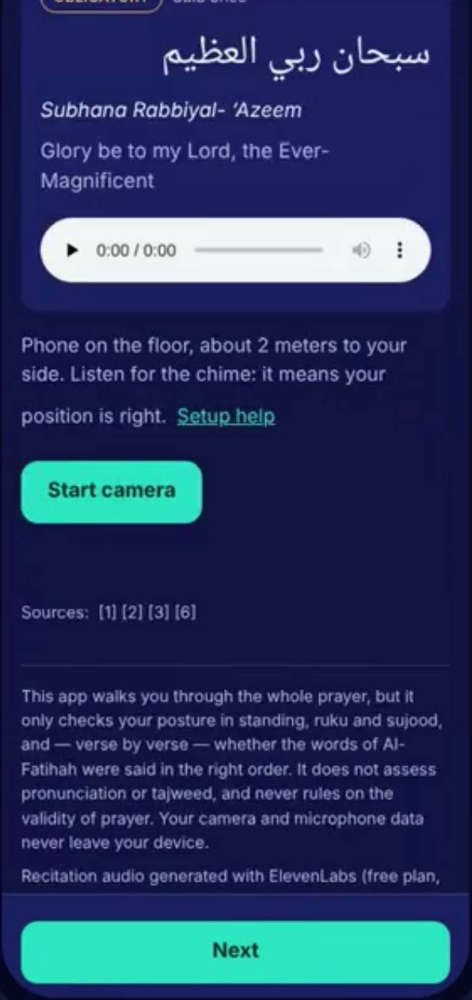 سبحان ربي العظيم
Subhana Rabbiyal- ‘Azeem
Glory be to my Lord, the Ever-
Magnificent
0:00 / 0:00
Phone on the floor, about 2 meters to your
side. Listen for the chime: it means your
position is right. Setup help
Start camera
Sources: [1] [2] [3] [6]
This app walks you through the whole prayer, but it
only checks your posture in standing, ruku and sujood,
and — verse by verse — whether the words of Al-
Fatihah were said in the right order. It does not assess
pronunciation or tajweed, and never rules on the
validity of prayer. Your camera and microphone data
never leave your device.
Recitation audio generated with ElevenLabs (free plan,
Next